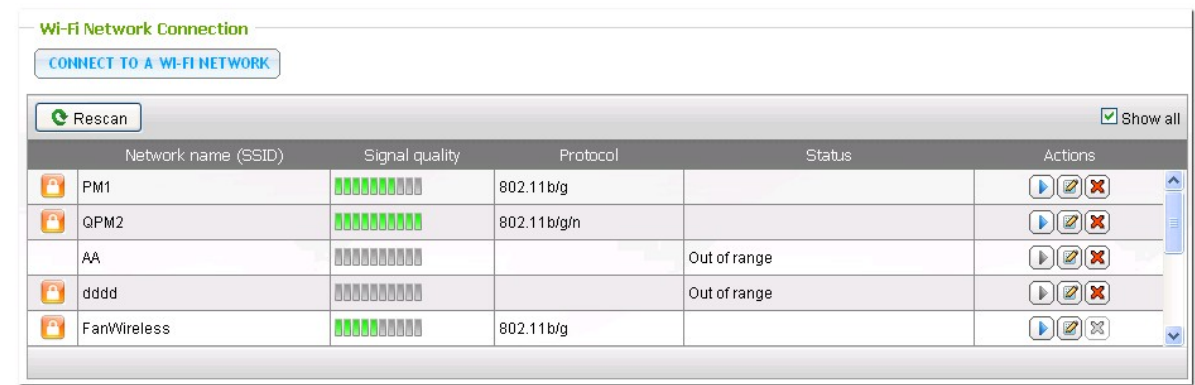 Wi-Fi Network Connection
CONNECT TO A WI-FI NETWORK
Rescan Show all
Network name (SSID) Signal quality Protocol Status Actions
PM1 802.11b/g
QPM2 802.11b/g/n
AA Out of range
dddd Out of range
FanWireless 802.11b/g